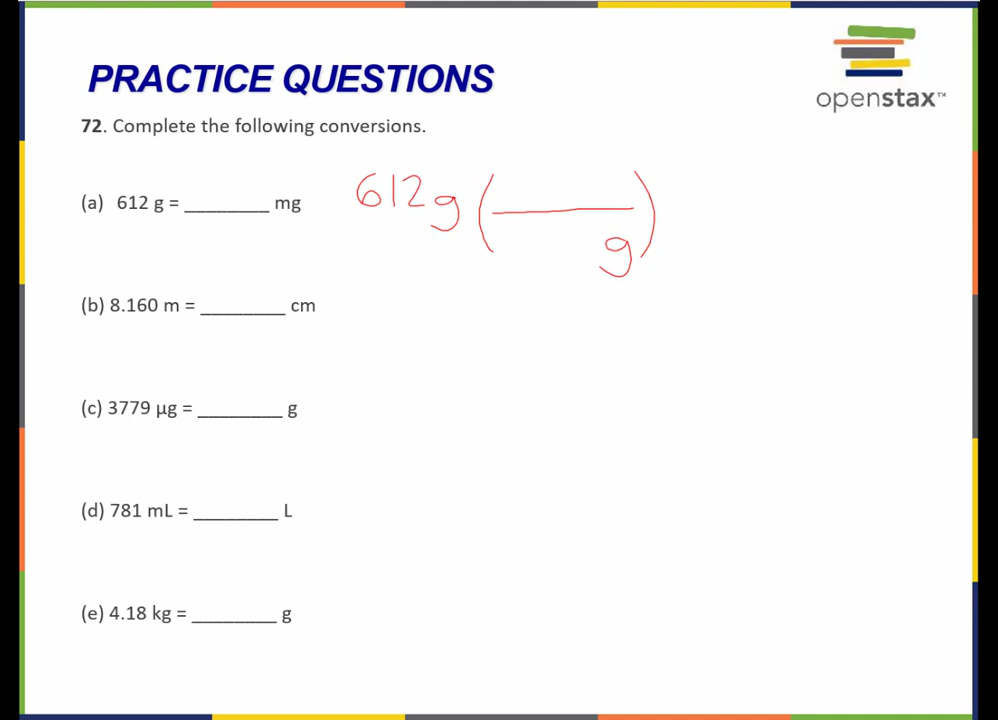 PRACTICE QUESTIONS
openstax™
72. Complete the following conversions.
(a) 612 g = ________ mg
612g ( ________ / g )
(b) 8.160 m = ________ cm
(c) 3779 µg = ________ g
(d) 781 mL = ________ L
(e) 4.18 kg = ________ g